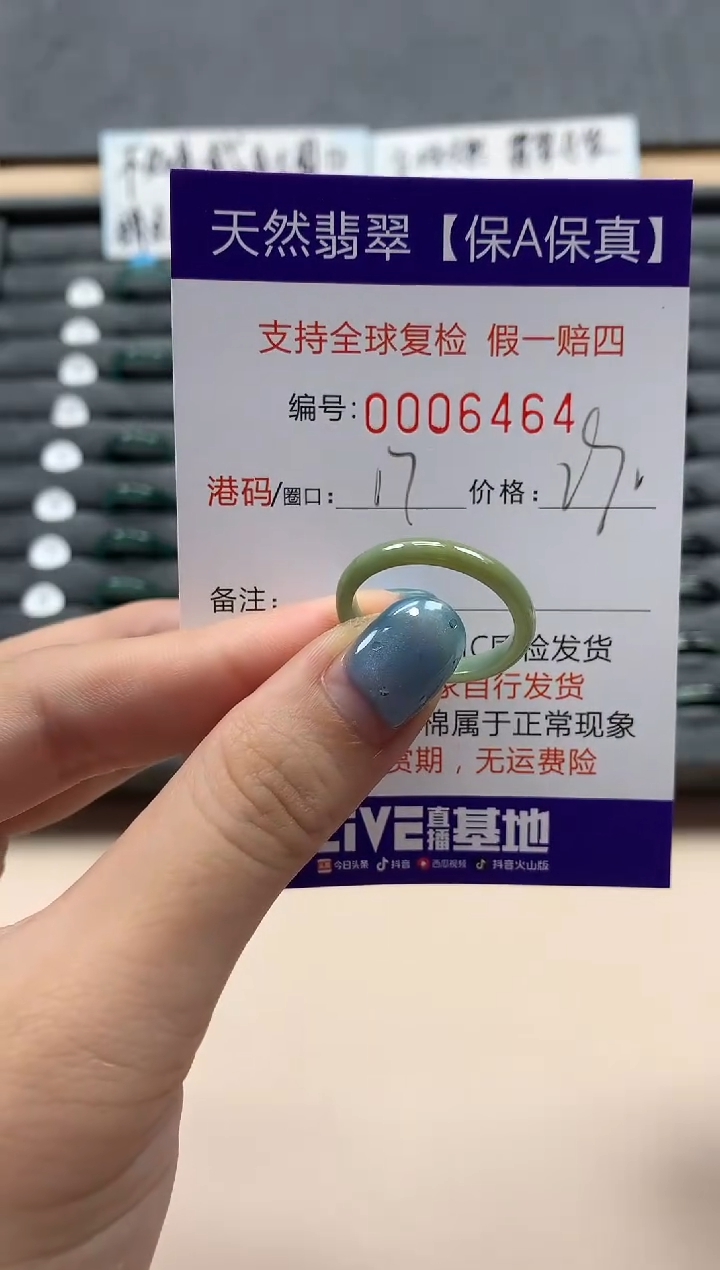 天然翡翠【保A保真】
支持全球复检 假一赔四
编号:0006464
港码/圈口: 17 价格:
备注:
检发货
家自行发货
棉属于正常现象
赏期，无运费险
LiVE直播基地
今日头条 抖音 西瓜视频 抖音火山版